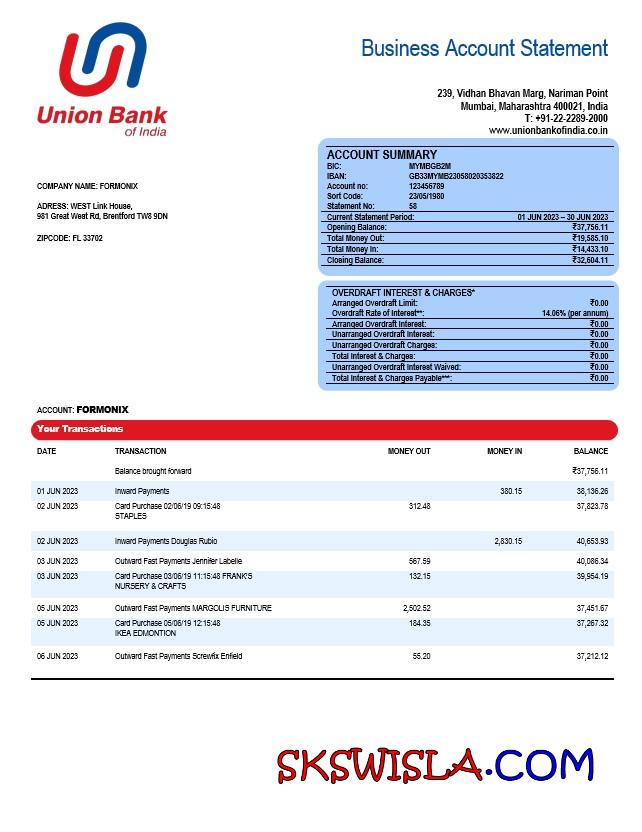 Union Bank
of India
Business Account Statement
239, Vidhan Bhavan Marg, Nariman Point
Mumbai, Maharashtra 400021, India
T: +91-22-2289-2000
www.unionbankofindia.co.in
COMPANY NAME: FORMONIX
ADRESS: WEST Link House,
981 Great West Rd, Brentford TW8 9DN
ZIPCODE: FL 33702
ACCOUNT SUMMARY
BIC: MYMBGB2M
IBAN: GB33MYMB23058020353822
Account no: 123456789
Sort Code: 23/05/1980
Statement No: 58
Current Statement Period: 01 JUN 2023 – 30 JUN 2023
Opening Balance: ₹37,756.11
Total Money Out: ₹19,585.10
Total Money In: ₹14,433.10
Closing Balance: ₹32,604.11
OVERDRAFT INTEREST & CHARGES*
Arranged Overdraft Limit: ₹0.00
Overdraft Rate of Interest**: 14.06% (per annum)
Arranged Overdraft Interest: ₹0.00
Unarranged Overdraft Interest: ₹0.00
Unarranged Overdraft Charges: ₹0.00
Total Interest & Charges: ₹0.00
Unarranged Overdraft Interest Waived: ₹0.00
Total Interest & Charges Payable***: ₹0.00
ACCOUNT: FORMONIX
Your Transactions
DATE TRANSACTION MONEY OUT MONEY IN BALANCE
Balance brought forward ₹37,756.11
01 JUN 2023 Inward Payments 380.15 38,136.26
02 JUN 2023 Card Purchase 02/06/19 09:15:48 312.48 37,823.78
STAPLES
02 JUN 2023 Inward Payments Douglas Rubio 2,830.15 40,653.93
03 JUN 2023 Outward Fast Payments Jennifer Labelle 567.59 40,086.34
03 JUN 2023 Card Purchase 03/06/19 11:15:48 FRANK'S 132.15 39,954.19
NURSERY & CRAFTS
05 JUN 2023 Outward Fast Payments MARGOLIS FURNITURE 2,502.52 37,451.67
05 JUN 2023 Card Purchase 05/06/19 12:15:48 184.35 37,267.32
IKEA EDMONTION
06 JUN 2023 Outward Fast Payments Screwfix Enfield 55.20 37,212.12
SKSWISLA.COM